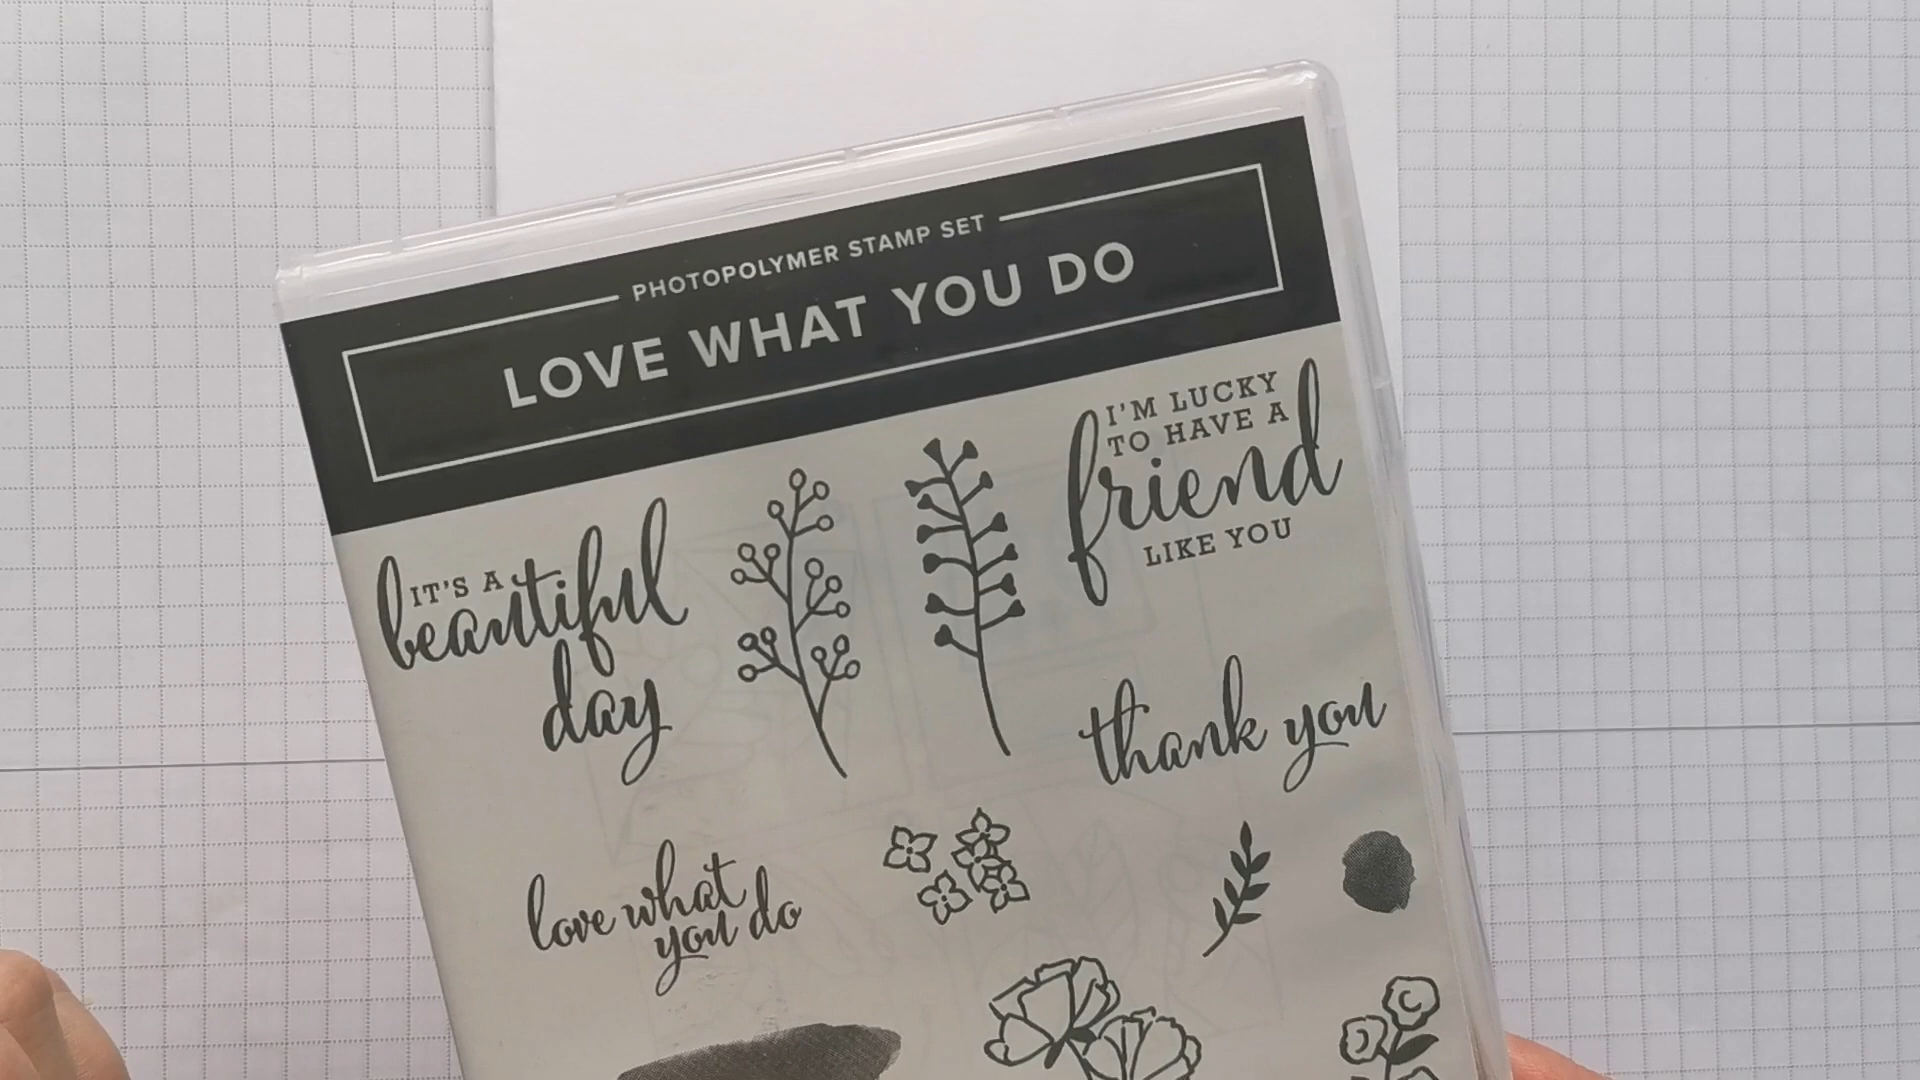 PHOTOPOLYMER STAMP SET
LOVE WHAT YOU DO
IT'S A
beautiful
day
I'M LUCKY
TO HAVE A
friend
LIKE YOU
thank you
love what
you do